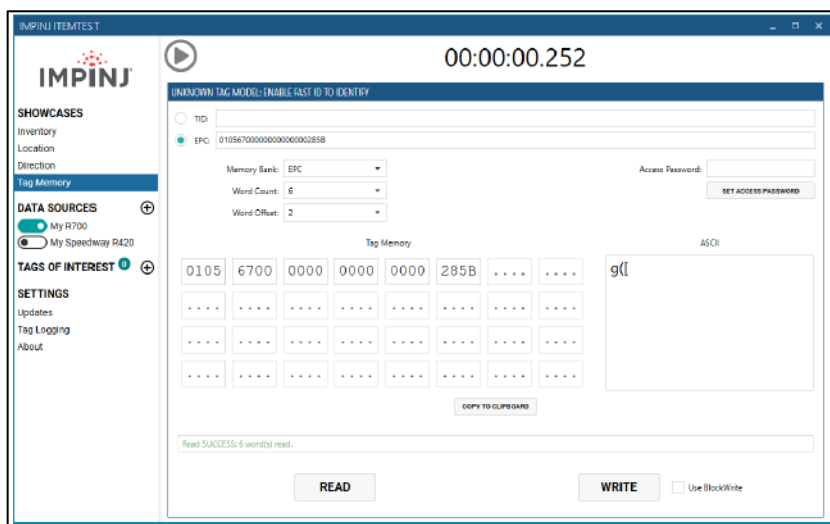 IMPINJ ITEMTEST
IMPINJ
00:00:00.252
UNKNOWN TAG MODEL: ENABLE FAST ID TO IDENTIFY
SHOWCASES
Inventory
Location
Direction
Tag Memory
DATA SOURCES
My R700
My Speedway R420
TAGS OF INTEREST 0
SETTINGS
Updates
Tag Logging
About
TID:
EPC: 01056700000000000000285B
Memory Bank: EPC
Access Password:
Word Count: 6
SET ACCESS PASSWORD
Word Offset: 2
Tag Memory
ASCII
0105 6700 0000 0000 0000 285B .... ....
g([
.... .... .... .... .... .... .... ....
.... .... .... .... .... .... .... ....
.... .... .... .... .... .... .... ....
COPY TO CLIPBOARD
Read SUCCESS: 6 word(s) read.
READ
WRITE
Use BlockWrite